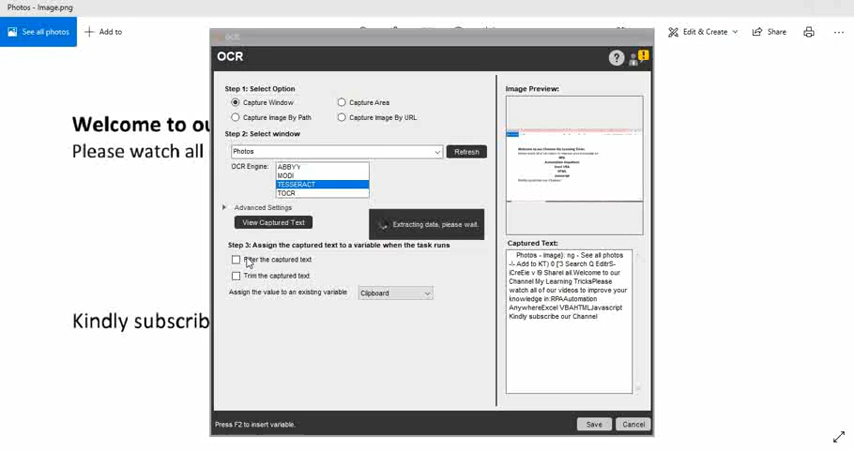 Photos - Image.png
See all photos
Add to
Edit & Create
Share
ocr
OCR
Step 1: Select Option
Capture Window
Capture Area
Capture Image By Path
Capture Image By URL
Step 2: Select window
Photos
Refresh
OCR Engine:
ABBYY
MODI
TESSERACT
TOCR
Advanced Settings
View Captured Text
Extracting data, please wait.
Step 3: Assign the captured text to a variable when the task runs
the captured text
Trim the captured text
Assign the value to an existing variable
Clipboard
Press F2 to insert variable.
Image Preview:
Captured Text:
Photos - Image): ng - See all photos
-l- Add to KT) 0 ['3 Search Q EditrS-
iCreEie v & ShareI all.Welcome to our
Channel My Learning TricksPlease
watch all of our videos to improve your
knowledge in:RPAAutomation
AnywhereExcel VBAHTMLJavascript
Kindly subscribe our Channel
Save
Cancel
Welcome to ou
Please watch all
Kindly subscrib